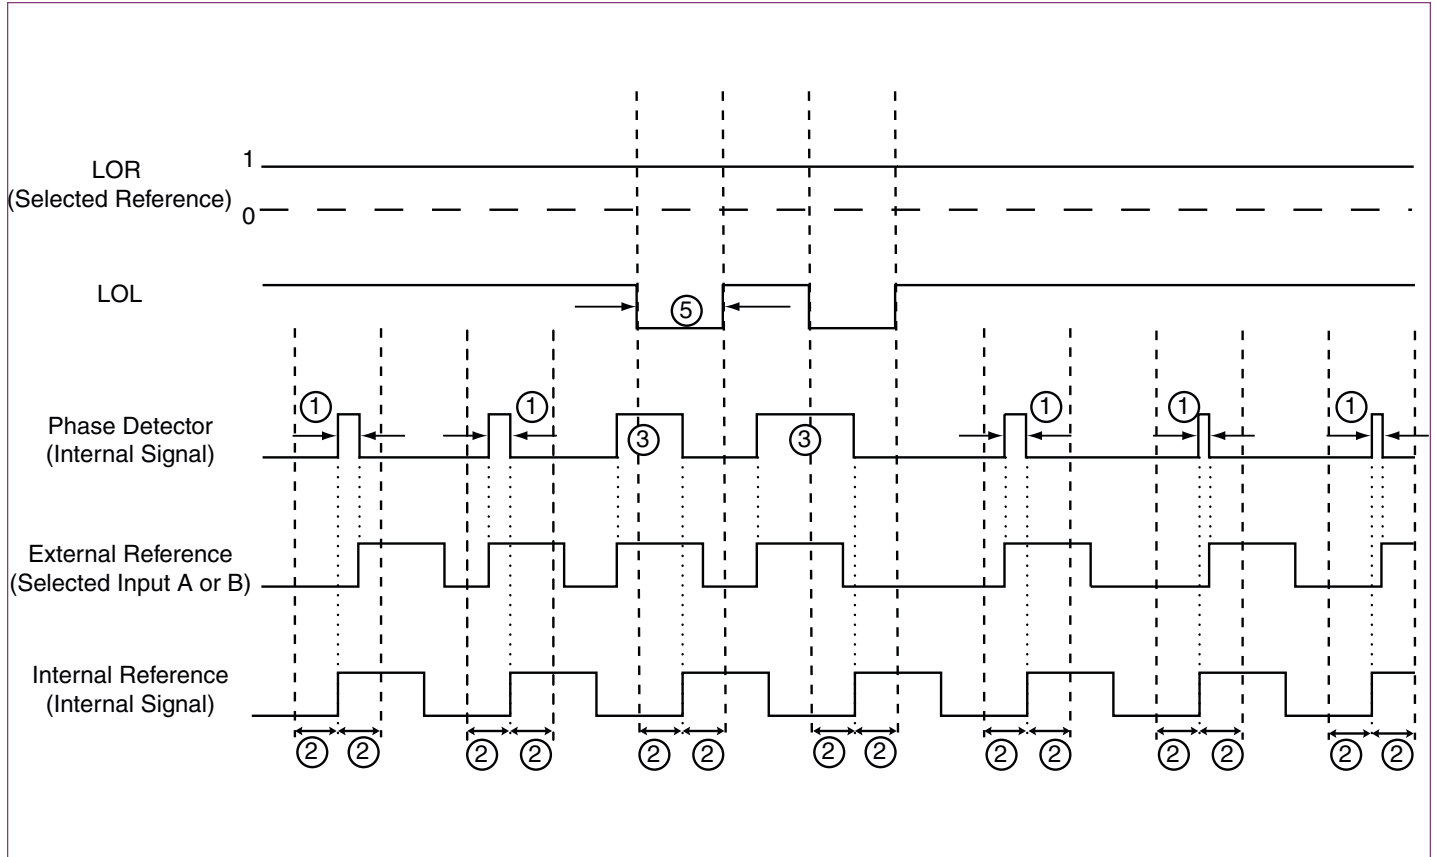 LOR
(Selected Reference)
1
0
LOL
5
Phase Detector
(Internal Signal)
1 1 3 3 1 1 1
External Reference
(Selected Input A or B)
Internal Reference
(Internal Signal)
2 2 2 2 2 2 2 2 2 2 2 2 2 2